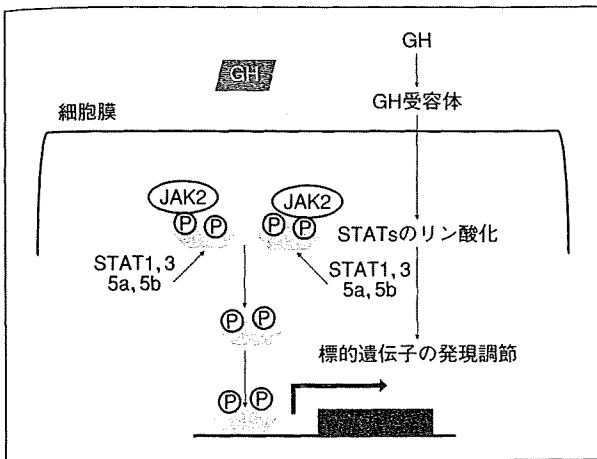 GH
GH
GH受容体
細胞膜
JAK2
JAK2
P P
P P
STATsのリン酸化
STAT1, 3
5a, 5b
STAT1, 3
5a, 5b
P P
標的遺伝子の発現調節
P P